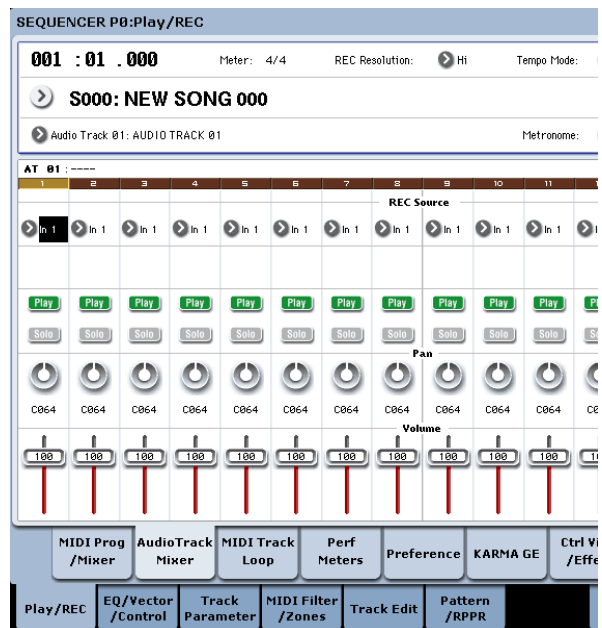 SEQUENCER P0:Play/REC
001 :01 .000 Meter: 4/4 REC Resolution: Hi Tempo Mode:
S000: NEW SONG 000
Audio Track 01: AUDIO TRACK 01 Metronome:
AT 01 :----
1 2 3 4 5 6 7 8 9 10 11
REC Source
In 1 In 1 In 1 In 1 In 1 In 1 In 1 In 1 In 1 In 1 In 1
Play Play Play Play Play Play Play Play Play Play Play
Solo Solo Solo Solo Solo Solo Solo Solo Solo Solo Solo
Pan
C064 C064 C064 C064 C064 C064 C064 C064 C064 C064 C064
Volume
100 100 100 100 100 100 100 100 100 100 100
MIDI Prog /Mixer
AudioTrack Mixer
MIDI Track Loop
Perf Meters
Preference
KARMA GE
Ctrl
/Effe
Play/REC
EQ/Vector /Control
Track Parameter
MIDI Filter /Zones
Track Edit
Pattern /RPPR